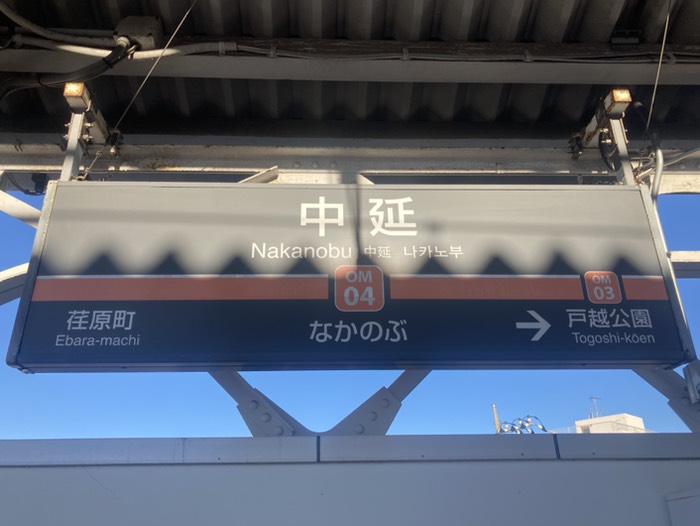 中延
Nakanobu 中延 나카노부
OM
04
OM
03
荏原町
Ebara-machi
なかのぶ
→ 戸越公園
Togoshi-kōen